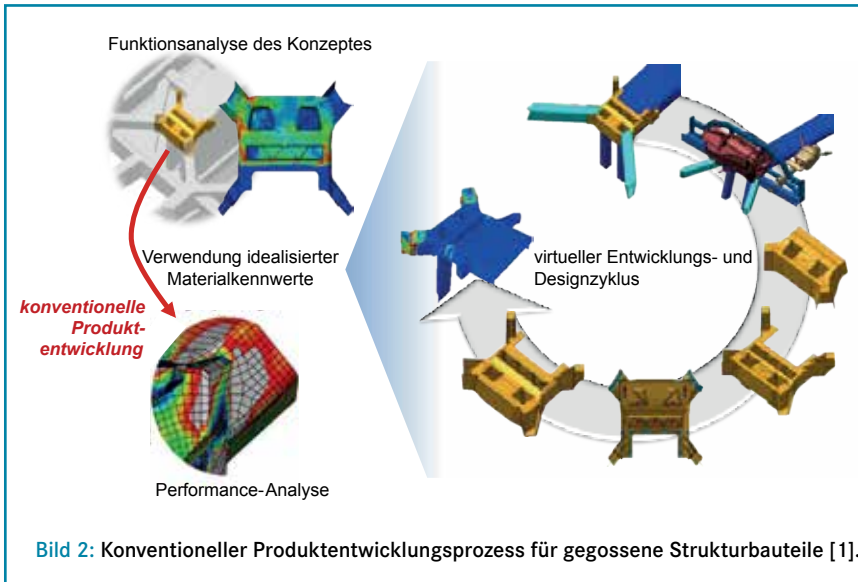 Funktionsanalyse des Konzeptes
Verwendung idealisierter
Materialkennwerte
konventionelle
Produkt-
entwicklung
Performance-Analyse
virtueller Entwicklungs- und
Designzyklus
Bild 2: Konventioneller Produktentwicklungsprozess für gegossene Strukturbauteile [1].